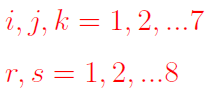 i, j, k = 1, 2, ...7
r, s = 1, 2, ...8